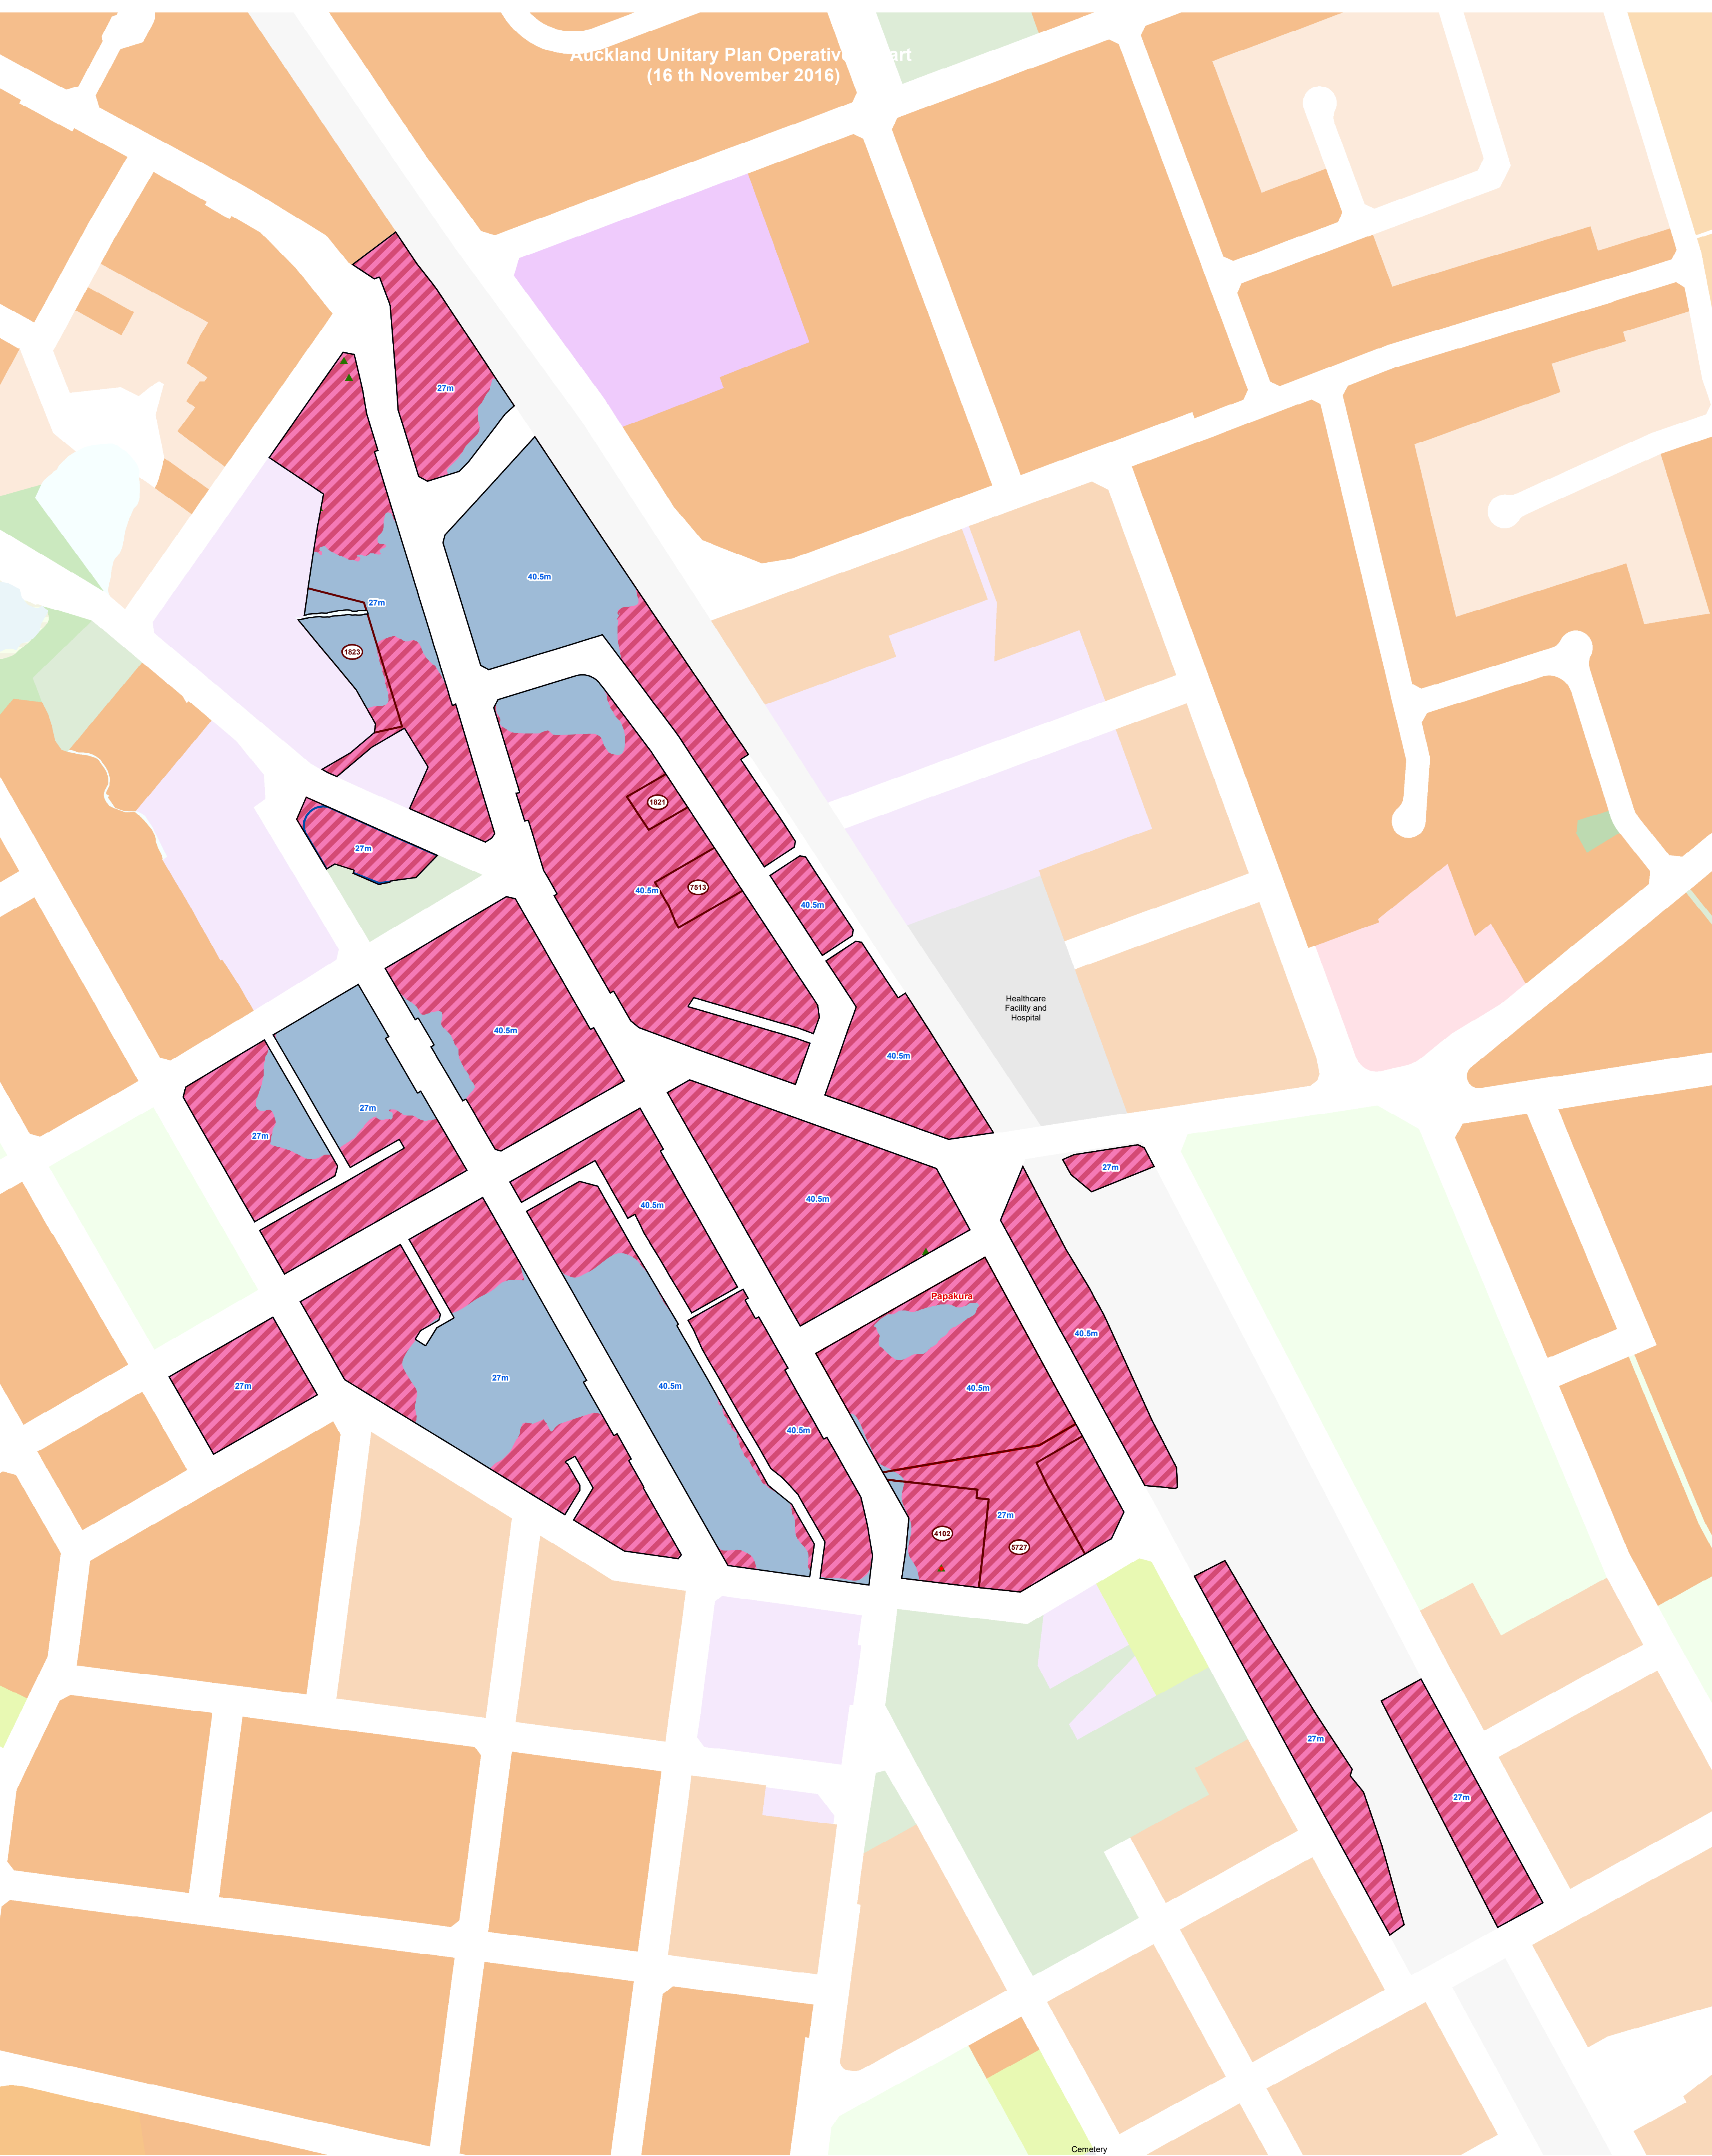 Auckland Unitary Plan Operative
art
(16 th November 2016)
27m
40.5m
27m
1823
1821
27m
7513
40.5m
40.5m
Healthcare
Facility and
Hospital
40.5m
40.5m
27m
27m
27m
40.5m
40.5m
Papakura
40.5m
27m
40.5m
40.5m
27m
40.5m
27m
4102
5727
27m
27m
Cemetery